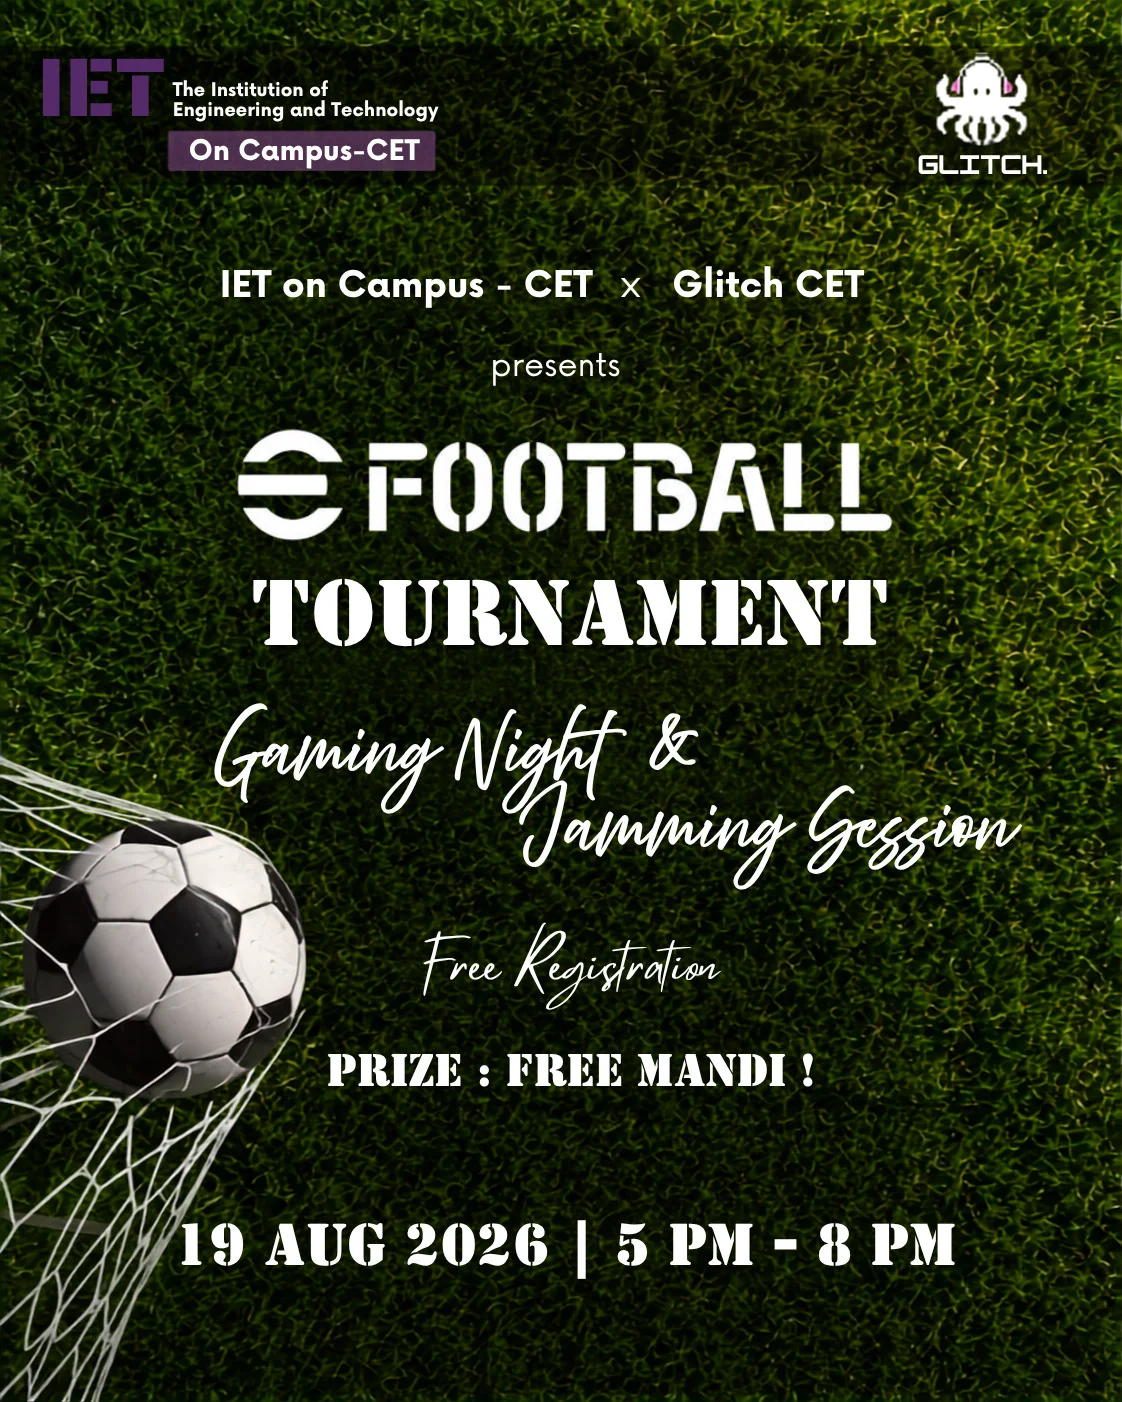 IET
The Institution of
Engineering and Technology
On Campus-CET
GLITCH.
IET on Campus - CET x Glitch CET
presents
eFOOTBALL
TOURNAMENT
Gaming Night &
Jamming Session
Free Registration
PRIZE : FREE MANDI !
19 AUG 2026 | 5 PM - 8 PM